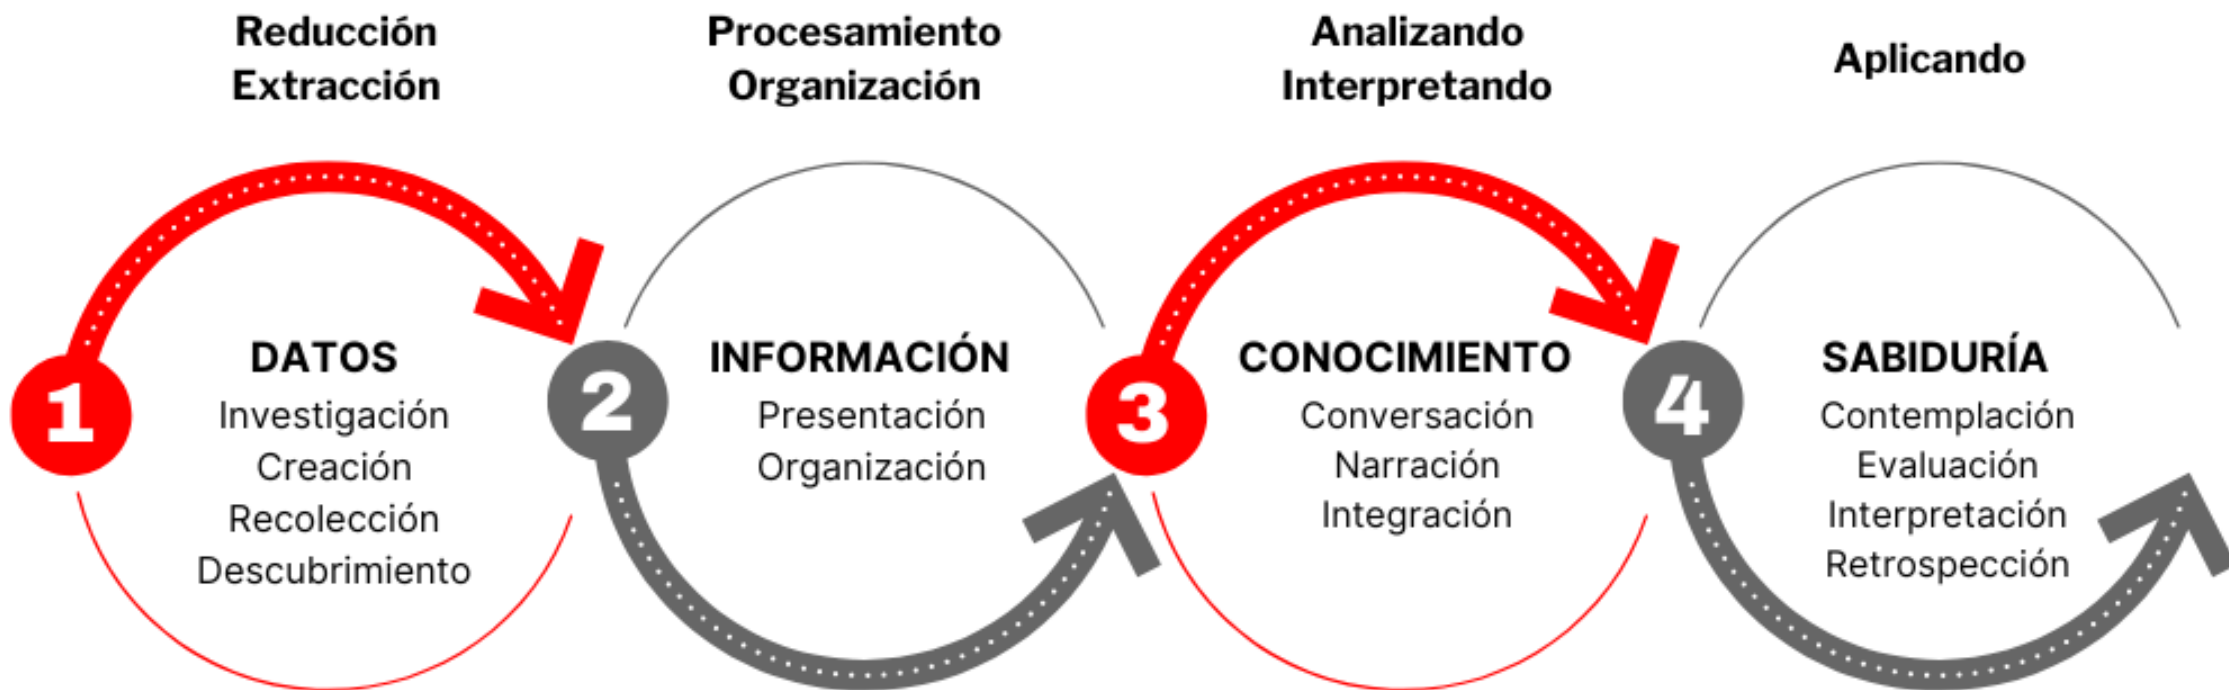 Reducción
Extracción
Procesamiento
Organización
Analizando
Interpretando
Aplicando
1
DATOS
Investigación
Creación
Recolección
Descubrimiento
2
INFORMACIÓN
Presentación
Organización
3
CONOCIMIENTO
Conversación
Narración
Integración
4
SABIDURÍA
Contemplación
Evaluación
Interpretación
Retrospección